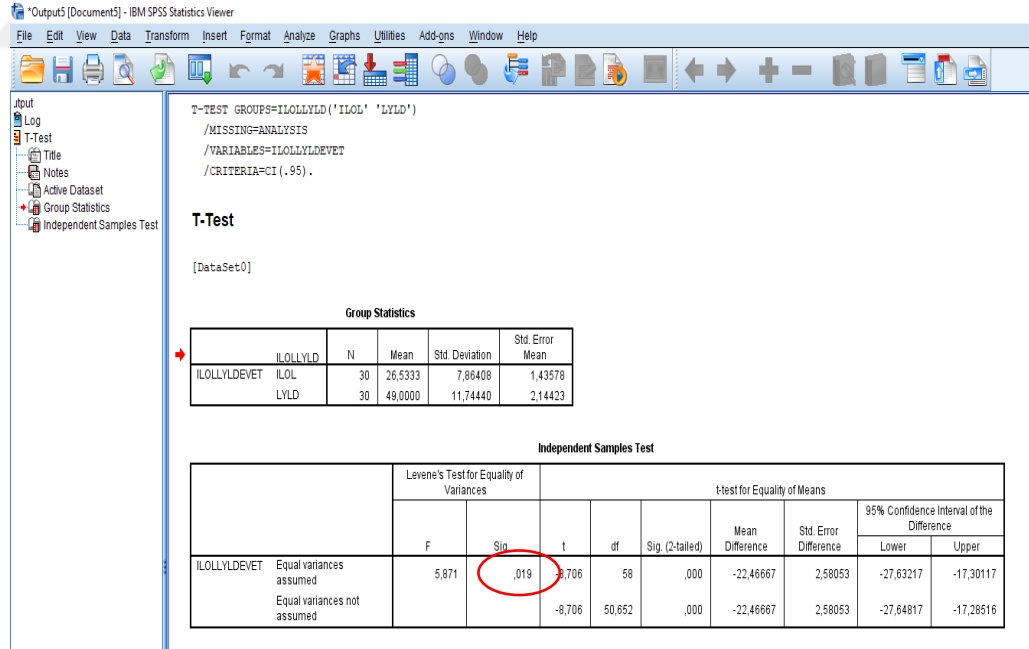 *Output5 [Document5] - IBM SPSS Statistics Viewer
File Edit View Data Transform Insert Format Analyze Graphs Utilities Add-ons Window Help
utput
Log
T-Test
Title
Notes
Active Dataset
Group Statistics
Independent Samples Test
T-TEST GROUPS=ILOLLYLD('ILOL' 'LYLD')
/MISSING=ANALYSIS
/VARIABLES=ILOLLYLDEVET
/CRITERIA=CI(.95).
T-Test
[DataSet0]
Group Statistics
ILOLLYLD N Mean Std. Deviation Std. Error Mean
ILOLLYLDEVET ILOL 30 26,5333 7,86408 1,43578
LYLD 30 49,0000 11,74440 2,14423
Independent Samples Test
Levene's Test for Equality of Variances t-test for Equality of Means
F Sig. t df Sig. (2-tailed) Mean Difference Std. Error Difference 95% Confidence Interval of the Difference
Lower Upper
ILOLLYLDEVET Equal variances assumed 5,871 ,019 -8,706 58 ,000 -22,46667 2,58053 -27,63217 -17,30117
Equal variances not assumed -8,706 50,652 ,000 -22,46667 2,58053 -27,64817 -17,28516